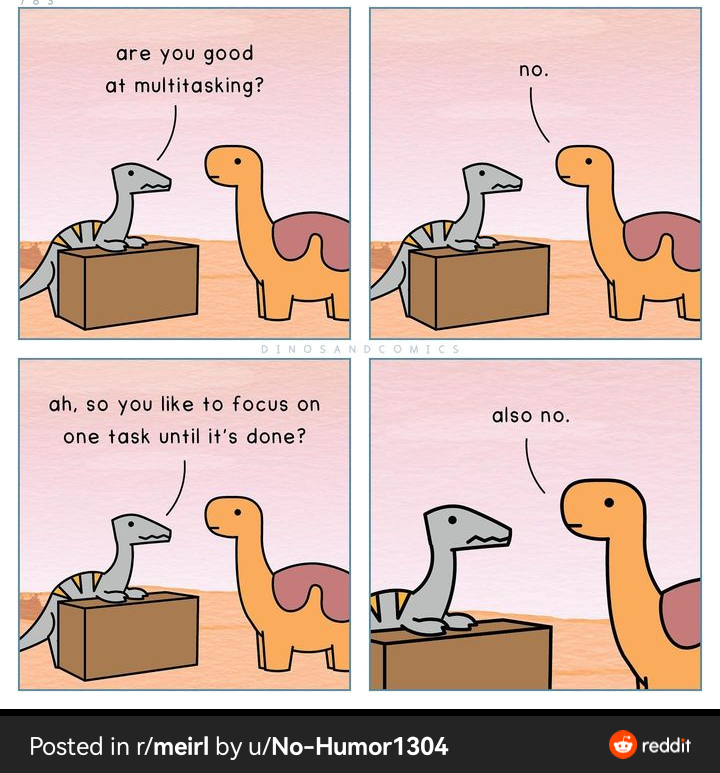 are you good
at multitasking?
no.
DINOSANDCOMICS
ah, so you like to focus on
one task until it's done?
also no.
Posted in r/meirl by u/No-Humor1304
reddit